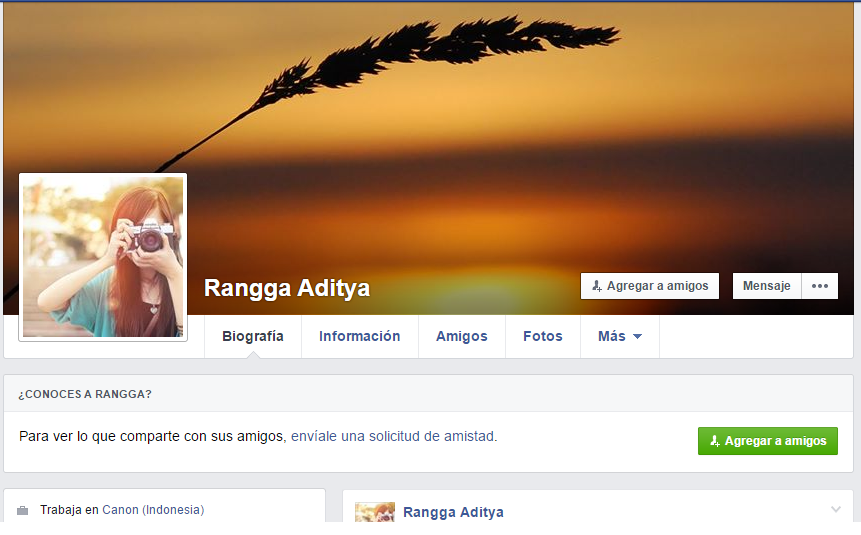 Rangga Aditya
Agregar a amigos
Mensaje
Biografía
Información
Amigos
Fotos
Más
¿CONOCES A RANGGA?
Para ver lo que comparte con sus amigos, envíale una solicitud de amistad.
Agregar a amigos
Trabaja en Canon (Indonesia)
Rangga Aditya